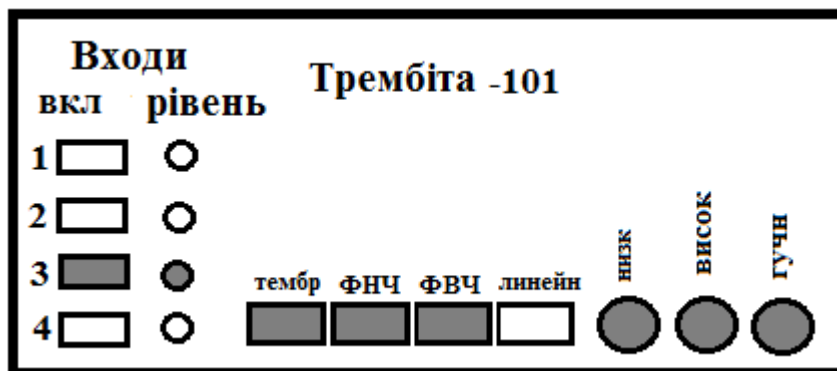 Входи
вкл рівень
Трембіта -101
1
2
3
4
тембр ФНЧ ФВЧ линейн
низк висок гучн